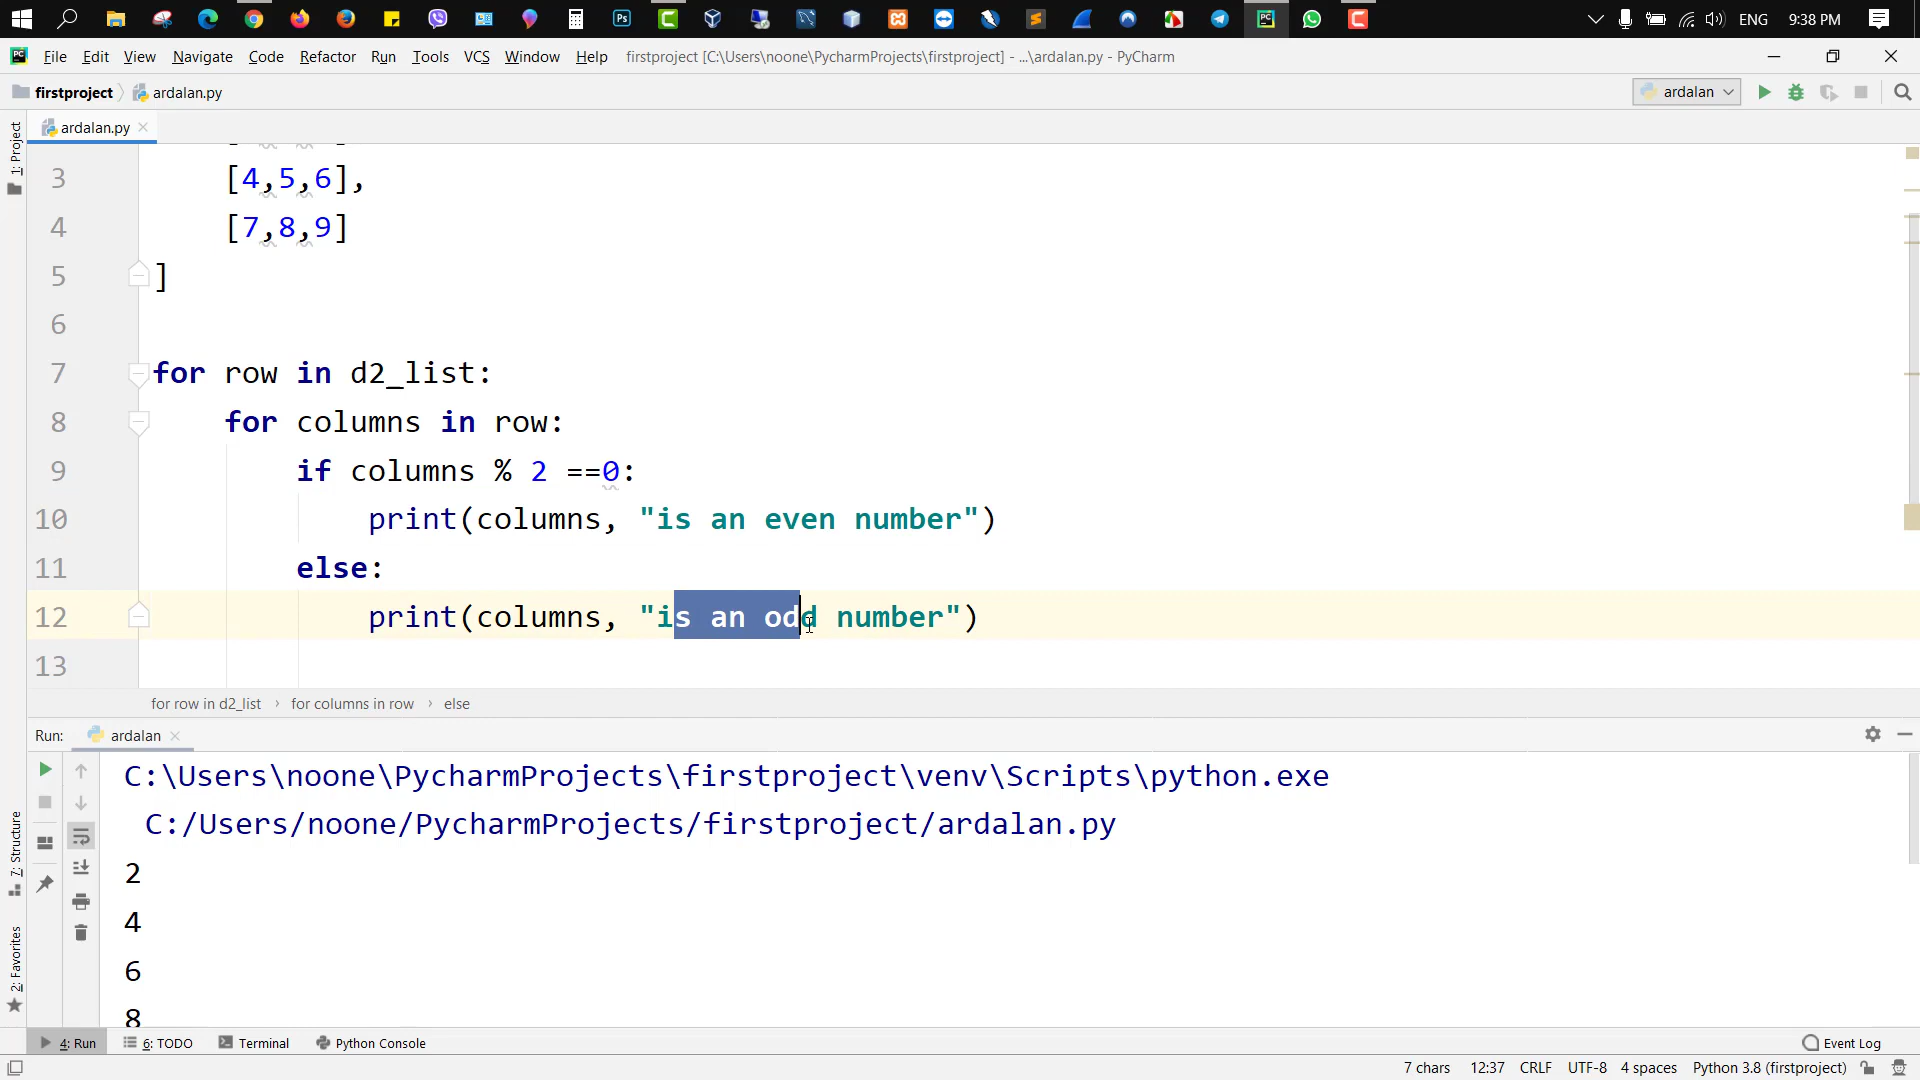 ENG 9:38 PM
File Edit View Navigate Code Refactor Run Tools VCS Window Help firstproject [C:\Users\noone\PycharmProjects\firstproject] - ...\ardalan.py - PyCharm
firstproject ardalan.py ardalan
ardalan.py
1: Project
3 [4,5,6],
4 [7,8,9]
5 ]
6
7 for row in d2_list:
8 for columns in row:
9 if columns % 2 ==0:
10 print(columns, "is an even number")
11 else:
12 print(columns, "is an odd number")
13
for row in d2_list › for columns in row › else
Run: ardalan
C:\Users\noone\PycharmProjects\firstproject\venv\Scripts\python.exe
C:/Users/noone/PycharmProjects/firstproject/ardalan.py
2
4
6
8
7: Structure
2: Favorites
4: Run 6: TODO Terminal Python Console Event Log
7 chars 12:37 CRLF UTF-8 4 spaces Python 3.8 (firstproject)